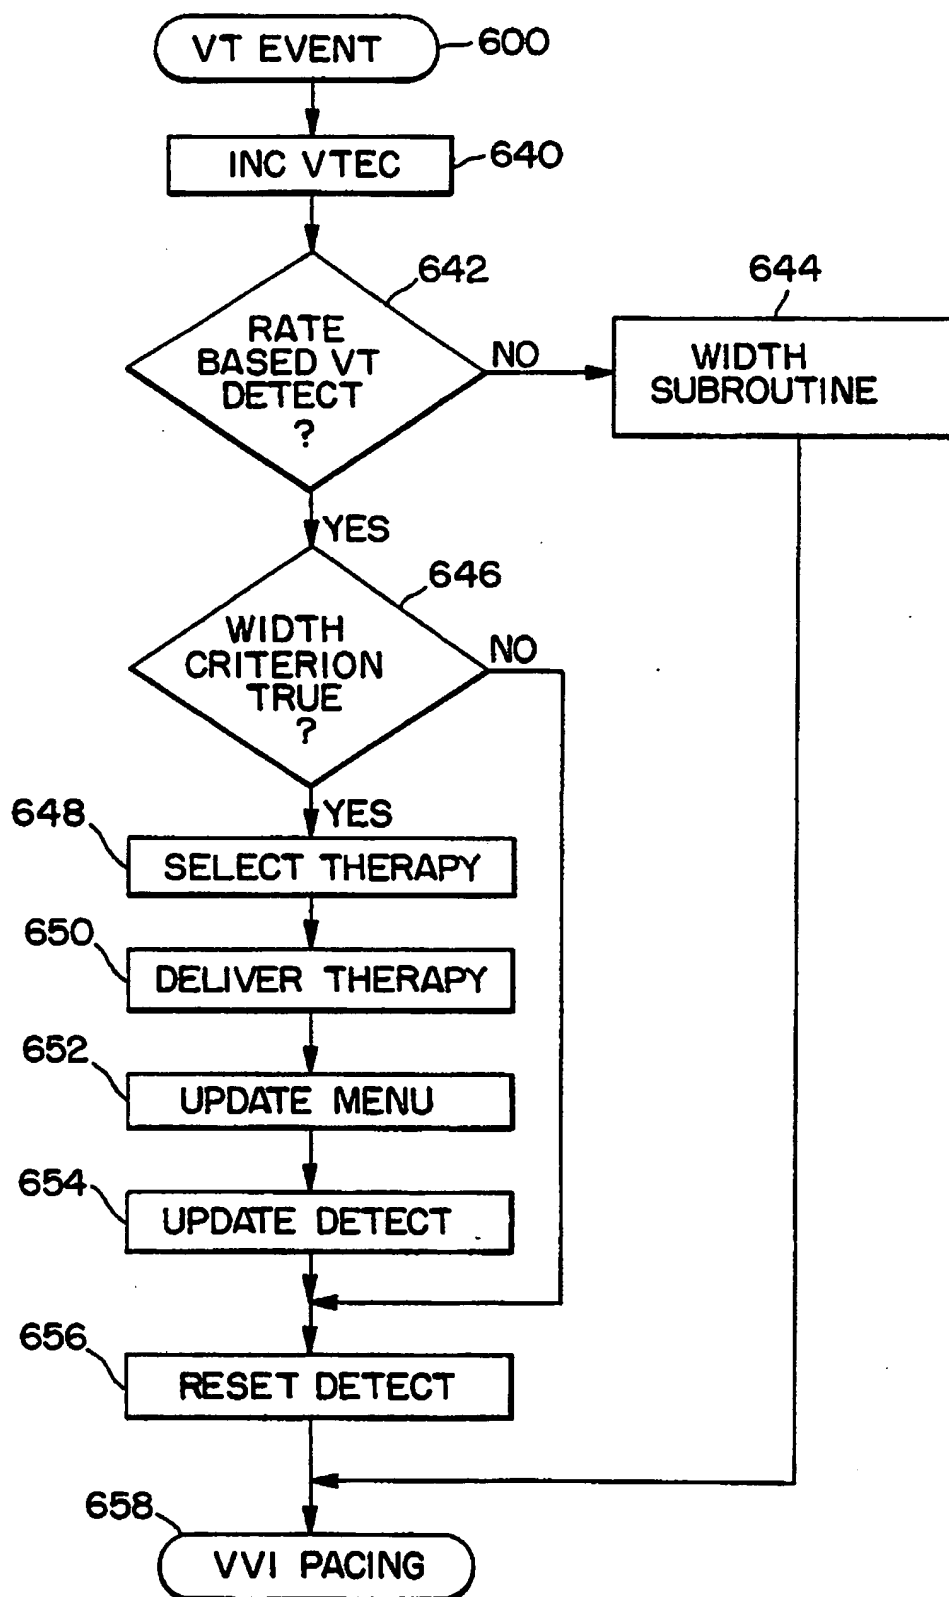 VT EVENT
600
INC VTEC
640
642
RATE
BASED VT
DETECT
?
NO
644
WIDTH
SUBROUTINE
YES
646
WIDTH
CRITERION
TRUE
?
NO
YES
648
SELECT THERAPY
650
DELIVER THERAPY
652
UPDATE MENU
654
UPDATE DETECT
656
RESET DETECT
658
VVI PACING